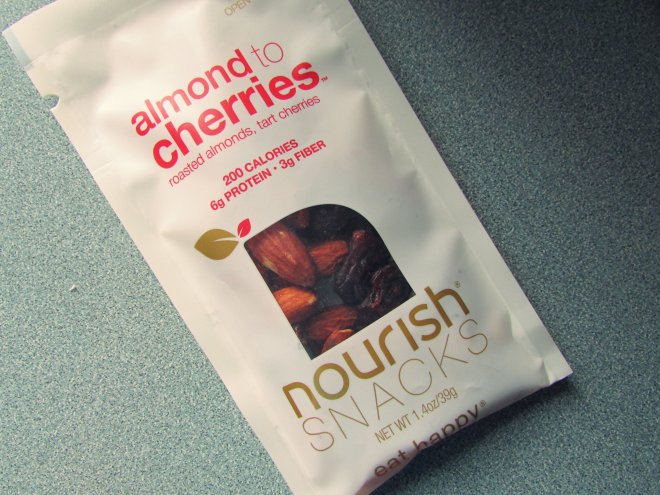 OPEN
almond to
cherries™
roasted almonds, tart cherries
200 CALORIES
6g PROTEIN • 3g FIBER
nourish®
SNACKS
NET WT 1.4oz/39g
eat happy®